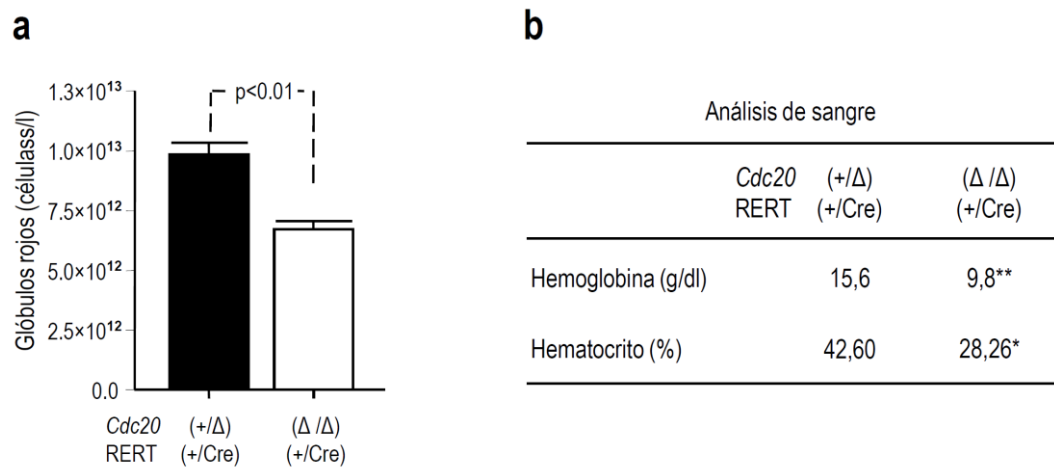 a
1.3×10¹³
1.0×10¹³
7.5×10¹²
5.0×10¹²
2.5×10¹²
0.0
Glóbulos rojos (célulass/l)
p<0.01
Cdc20 (+/Δ) (Δ /Δ)
RERT (+/Cre) (+/Cre)
b
Análisis de sangre
Cdc20 (+/Δ) (Δ /Δ)
RERT (+/Cre) (+/Cre)
Hemoglobina (g/dl) 15,6 9,8**
Hematocrito (%) 42,60 28,26*